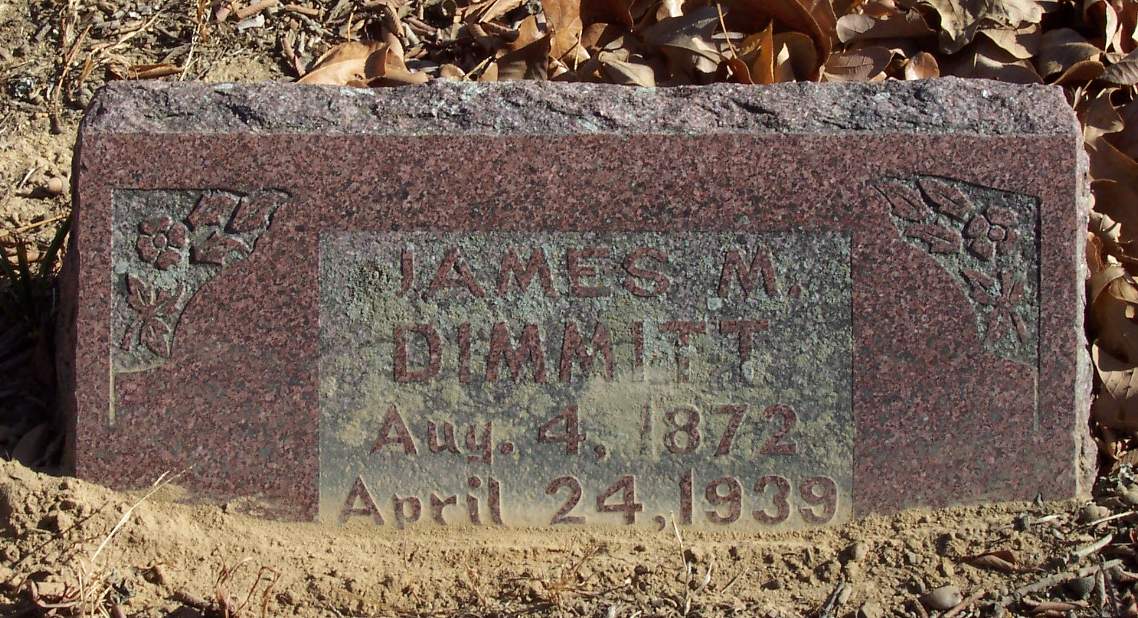 JAMES M.
DIMMITT
Aug. 4, 1872
April 24, 1939